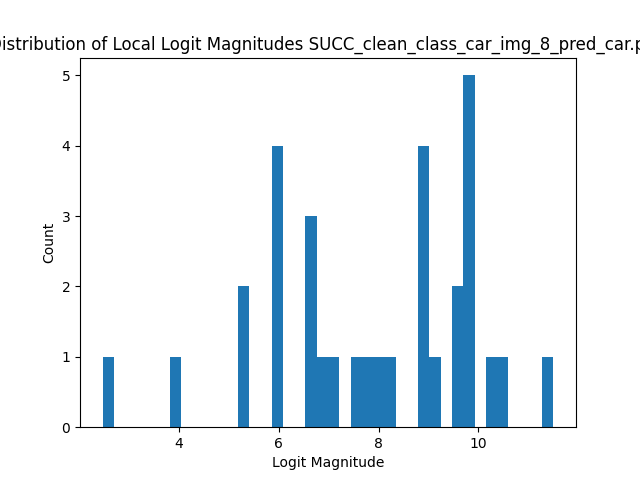 Distribution of Local Logit Magnitudes SUCC_clean_class_car_img_8_pred_car.p
5
4
3
2
1
0
Count
4 6 8 10
Logit Magnitude